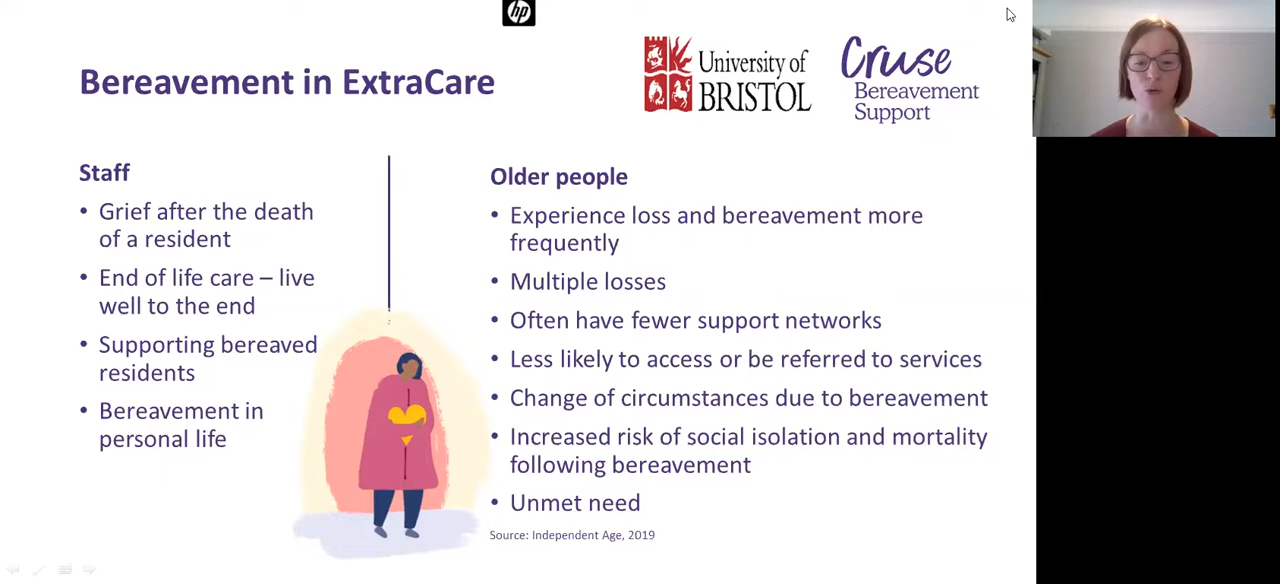 hp
Bereavement in ExtraCare
University of
BRISTOL
Cruse
Bereavement
Support
Staff
• Grief after the death
of a resident
• End of life care – live
well to the end
• Supporting bereaved
residents
• Bereavement in
personal life
Older people
• Experience loss and bereavement more
frequently
• Multiple losses
• Often have fewer support networks
• Less likely to access or be referred to services
• Change of circumstances due to bereavement
• Increased risk of social isolation and mortality
following bereavement
• Unmet need
Source: Independent Age, 2019